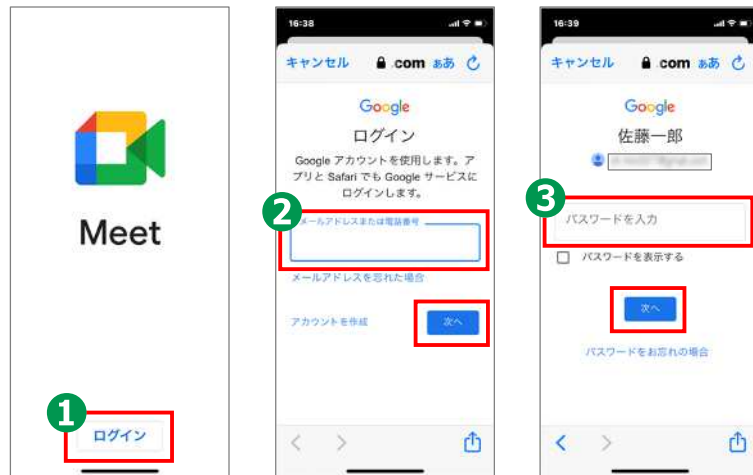 Meet
1
ログイン
16:38
キャンセル
.com
ぁあ
Google
ログイン
Google アカウントを使用します。ア
プリと Safari でも Google サービスに
ログインします。
2
メールアドレスまたは電話番号
メールアドレスを忘れた場合
アカウントを作成
次へ
16:39
キャンセル
.com
ぁあ
Google
佐藤一郎
3
パスワードを入力
パスワードを表示する
次へ
パスワードをお忘れの場合